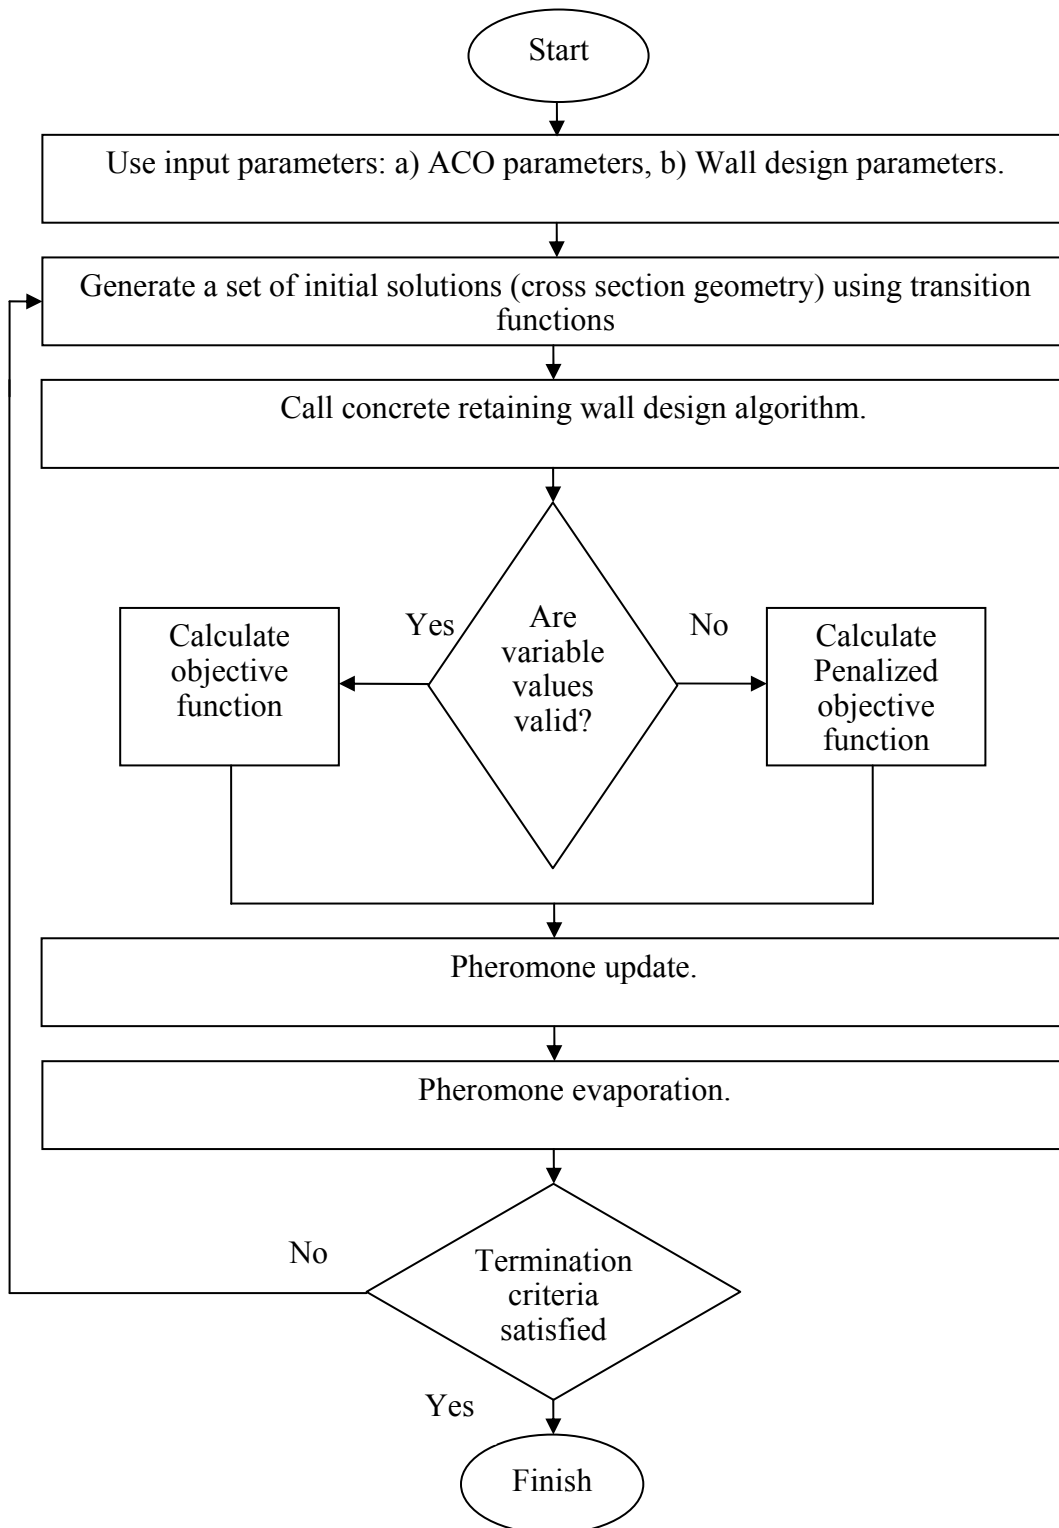 Start
Use input parameters: a) ACO parameters, b) Wall design parameters.
Generate a set of initial solutions (cross section geometry) using transition
functions
Call concrete retaining wall design algorithm.
Yes
No
Calculate
objective
function
Are
variable
values
valid?
Calculate
Penalized
objective
function
Pheromone update.
Pheromone evaporation.
No
Termination
criteria
satisfied
Yes
Finish